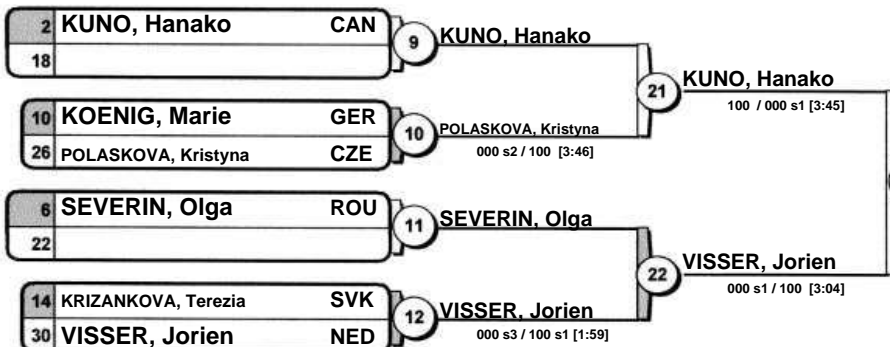 2 KUNO, Hanako CAN
18
9
KUNO, Hanako
10 KOENIG, Marie GER
26 POLASKOVA, Kristyna CZE
10
POLASKOVA, Kristyna
000 s2 / 100 [3:46]
21
KUNO, Hanako
100 / 000 s1 [3:45]
6 SEVERIN, Olga ROU
22
11
SEVERIN, Olga
14 KRIZANKOVA, Terezia SVK
30 VISSER, Jorien NED
12
VISSER, Jorien
000 s3 / 100 s1 [1:59]
22
VISSER, Jorien
000 s1 / 100 [3:04]